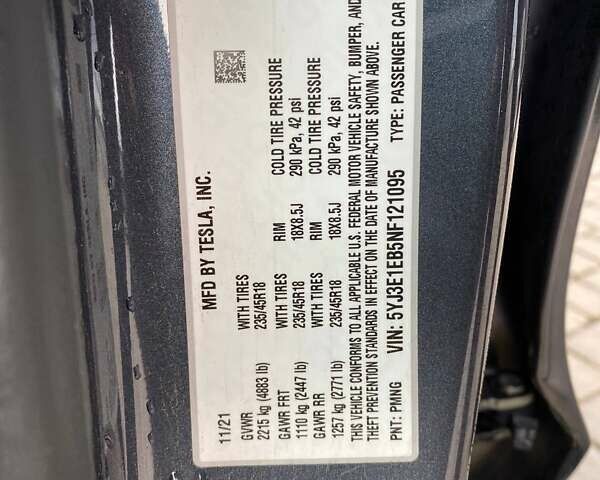 MFD BY TESLA, INC.
11/21
GVWR WITH TIRES RIM COLD TIRE PRESSURE
2215 kg (4883 lb) 235/45R18 18X8.5J 290 kPa, 42 psi
GAWR FRT WITH TIRES RIM COLD TIRE PRESSURE
1110 kg (2447 lb) 235/45R18 18X8.5J 290 kPa, 42 psi
GAWR RR
1257 kg (2771 lb)
THIS VEHICLE CONFORMS TO ALL APPLICABLE U.S. FEDERAL MOTOR VEHICLE SAFETY, BUMPER, AND
THEFT PREVENTION STANDARDS IN EFFECT ON THE DATE OF MANUFACTURE SHOWN ABOVE.
PNT: PMNG VIN: 5YJ3E1EB5NF121095 TYPE: PASSENGER CAR